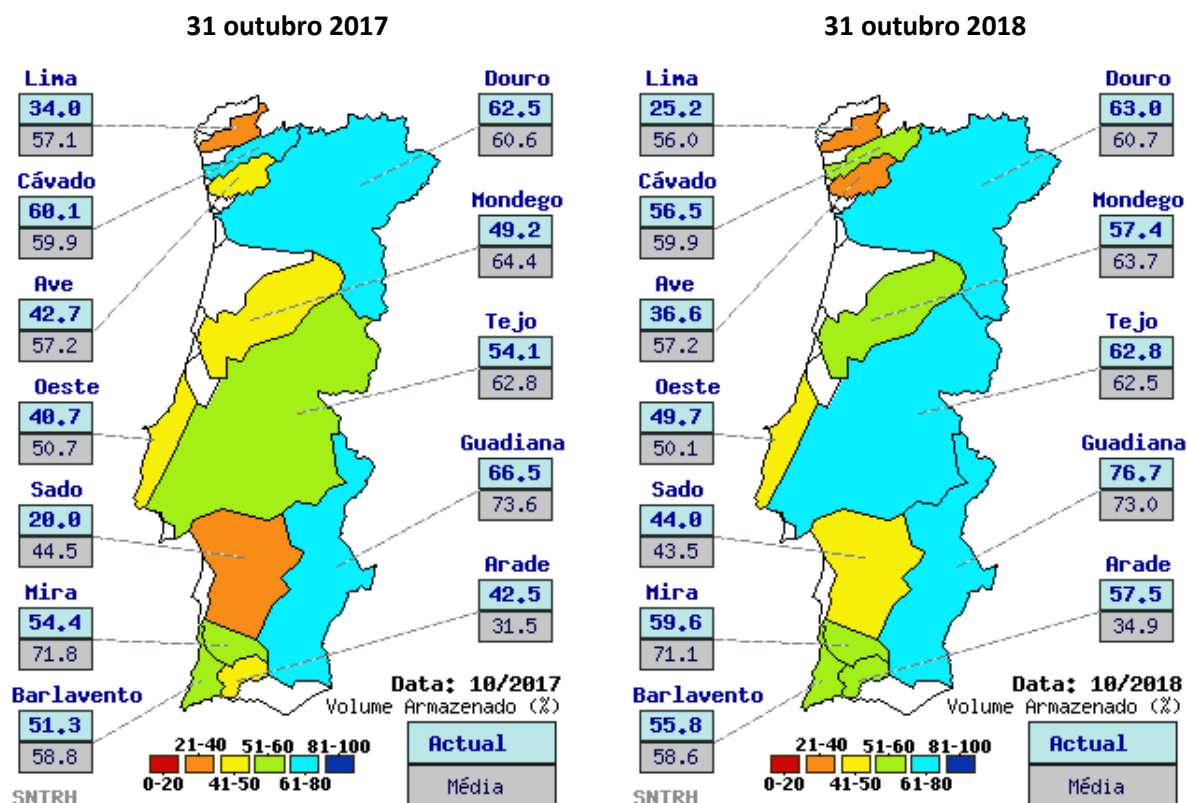 31 outubro 2017
Lima
34.0
57.1
Douro
62.5
60.6
Cávado
60.1
59.9
Mondego
49.2
64.4
Ave
42.7
57.2
Tejo
54.1
62.8
Oeste
40.7
50.7
Guadiana
66.5
73.6
Sado
20.0
44.5
Arade
42.5
31.5
Mira
54.4
71.8
Barlavento
51.3
58.8
Data: 10/2017
Volume Armazenado (%)
21-40 51-60 81-100
0-20 41-50 61-80
Actual
Média
SNTRH
31 outubro 2018
Lima
25.2
56.0
Douro
63.0
60.7
Cávado
56.5
59.9
Mondego
57.4
63.7
Ave
36.6
57.2
Tejo
62.8
62.5
Oeste
49.7
50.1
Guadiana
76.7
73.0
Sado
44.0
43.5
Arade
57.5
34.9
Mira
59.6
71.1
Barlavento
55.8
58.6
Data: 10/2018
Volume Armazenado (%)
21-40 51-60 81-100
0-20 41-50 61-80
Actual
Média
SNTRH